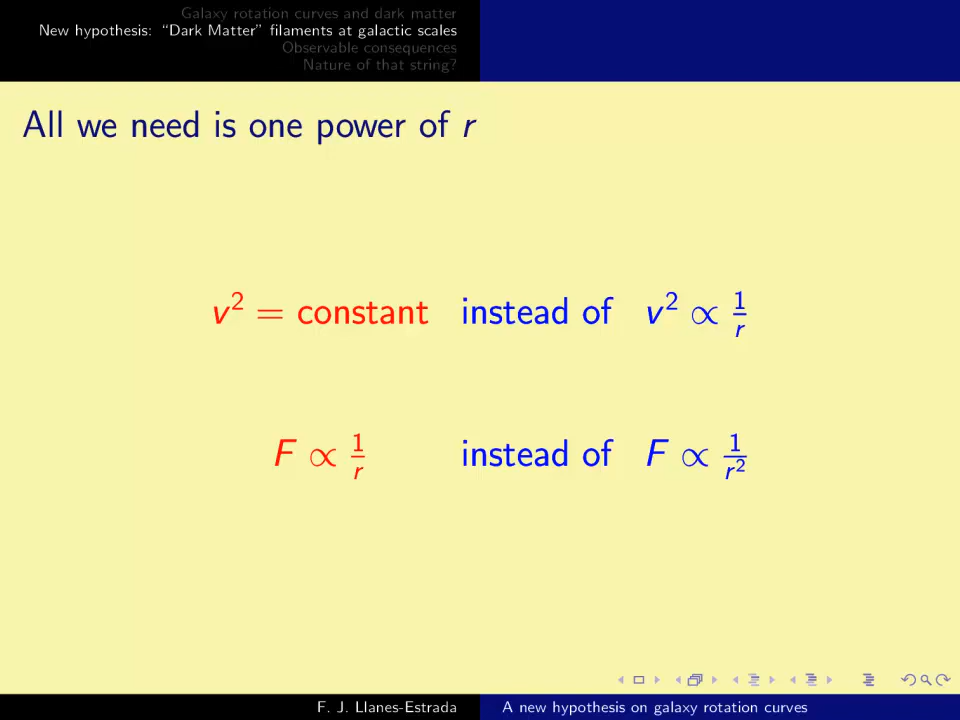 Galaxy rotation curves and dark matter
New hypothesis: “Dark Matter” filaments at galactic scales
Observable consequences
Nature of that string?
All we need is one power of r
v² = constant instead of v² ∝ 1/r
F ∝ 1/r instead of F ∝ 1/r²
F. J. Llanes-Estrada A new hypothesis on galaxy rotation curves